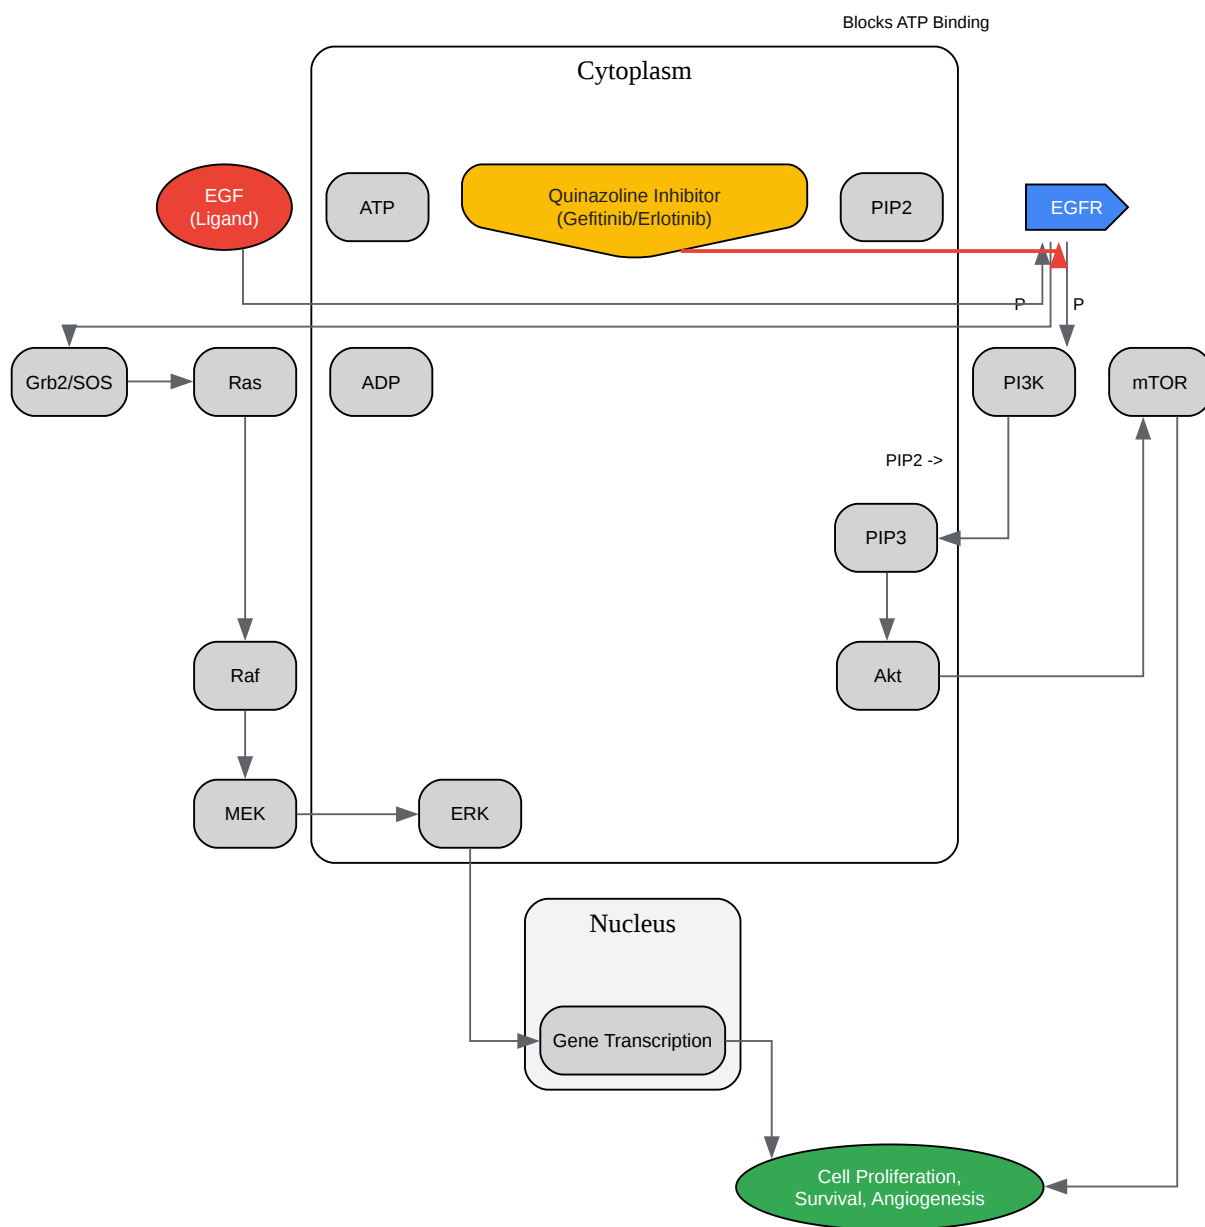 Blocks ATP Binding
Cytoplasm
EGF
(Ligand)
ATP
Quinazoline Inhibitor
(Gefitinib/Erlotinib)
PIP2
EGFR
P
P
Grb2/SOS
Ras
ADP
PI3K
mTOR
PIP2 ->
PIP3
Raf
Akt
MEK
ERK
Nucleus
Gene Transcription
Cell Proliferation,
Survival, Angiogenesis